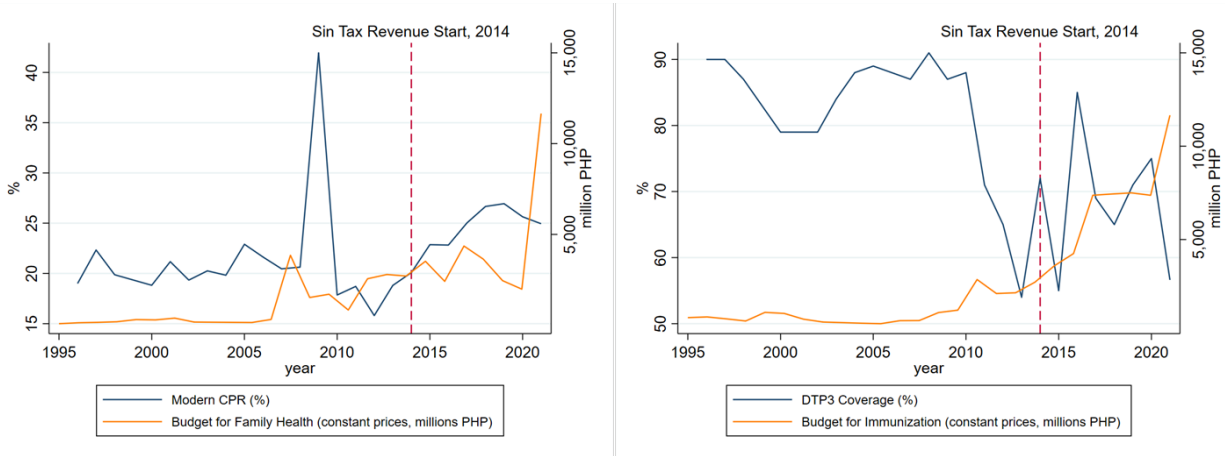 Sin Tax Revenue Start, 2014
40
35
30
25
20
15
%
15,000
10,000
5,000
million PHP
1995 2000 2005 2010 2015 2020
year
Modern CPR (%)
Budget for Family Health (constant prices, millions PHP)
Sin Tax Revenue Start, 2014
90
80
70
60
50
%
15,000
10,000
5,000
million PHP
1995 2000 2005 2010 2015 2020
year
DTP3 Coverage (%)
Budget for Immunization (constant prices, millions PHP)